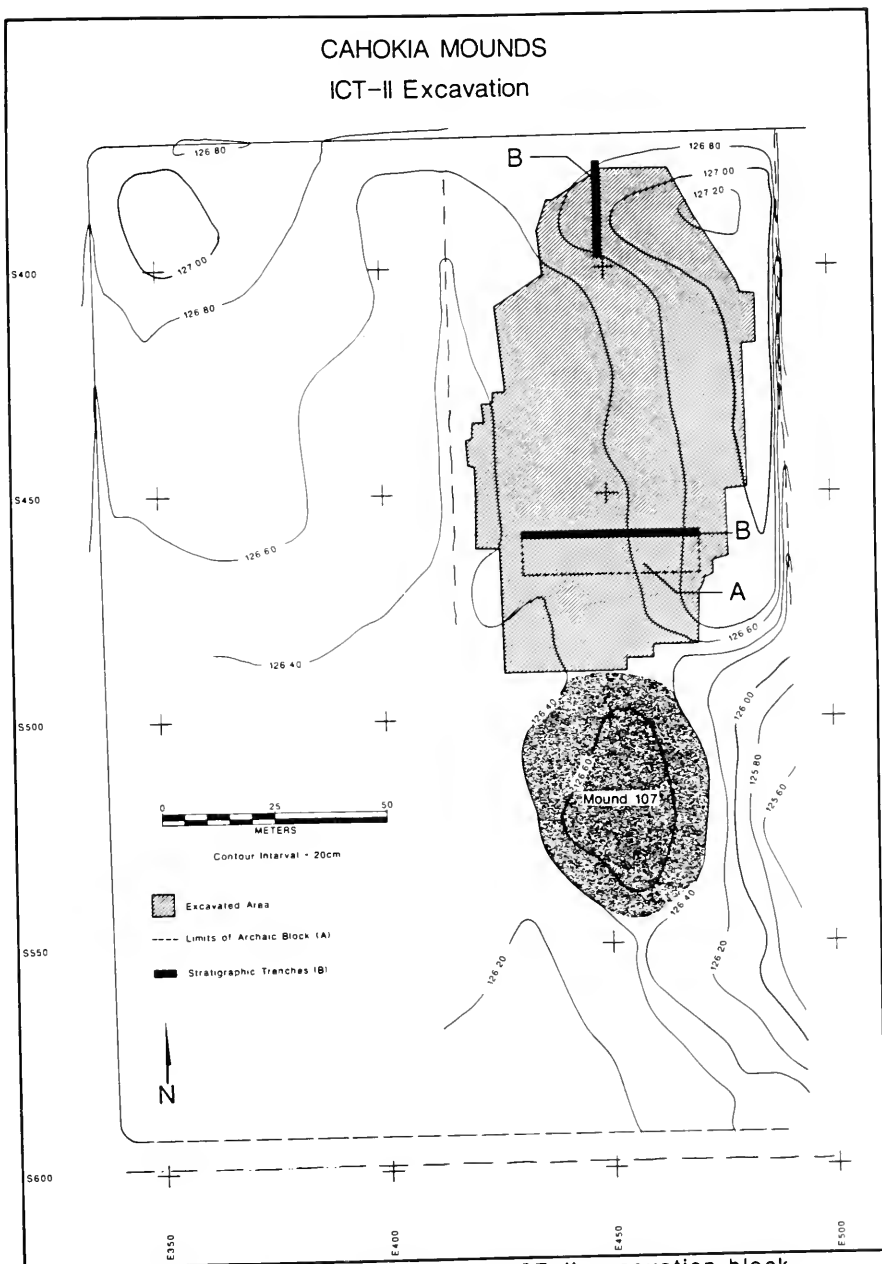 CAHOKIA MOUNDS
ICT-II Excavation
126.80
B
126.80
127.00
127.20
S400
127.00
126.80
S450
B
126.60
A
126.60
126.40
S500
126.40
126.00
125.80
125.60
126.60
Mound 107
0 25 50
METERS
Contour Interval - 20cm
126.40
Excavated Area
Limits of Archaic Block (A)
S550
126.20
126.20
Stratigraphic Trenches (B)
N
S600
E350
E400
E450
E500
block